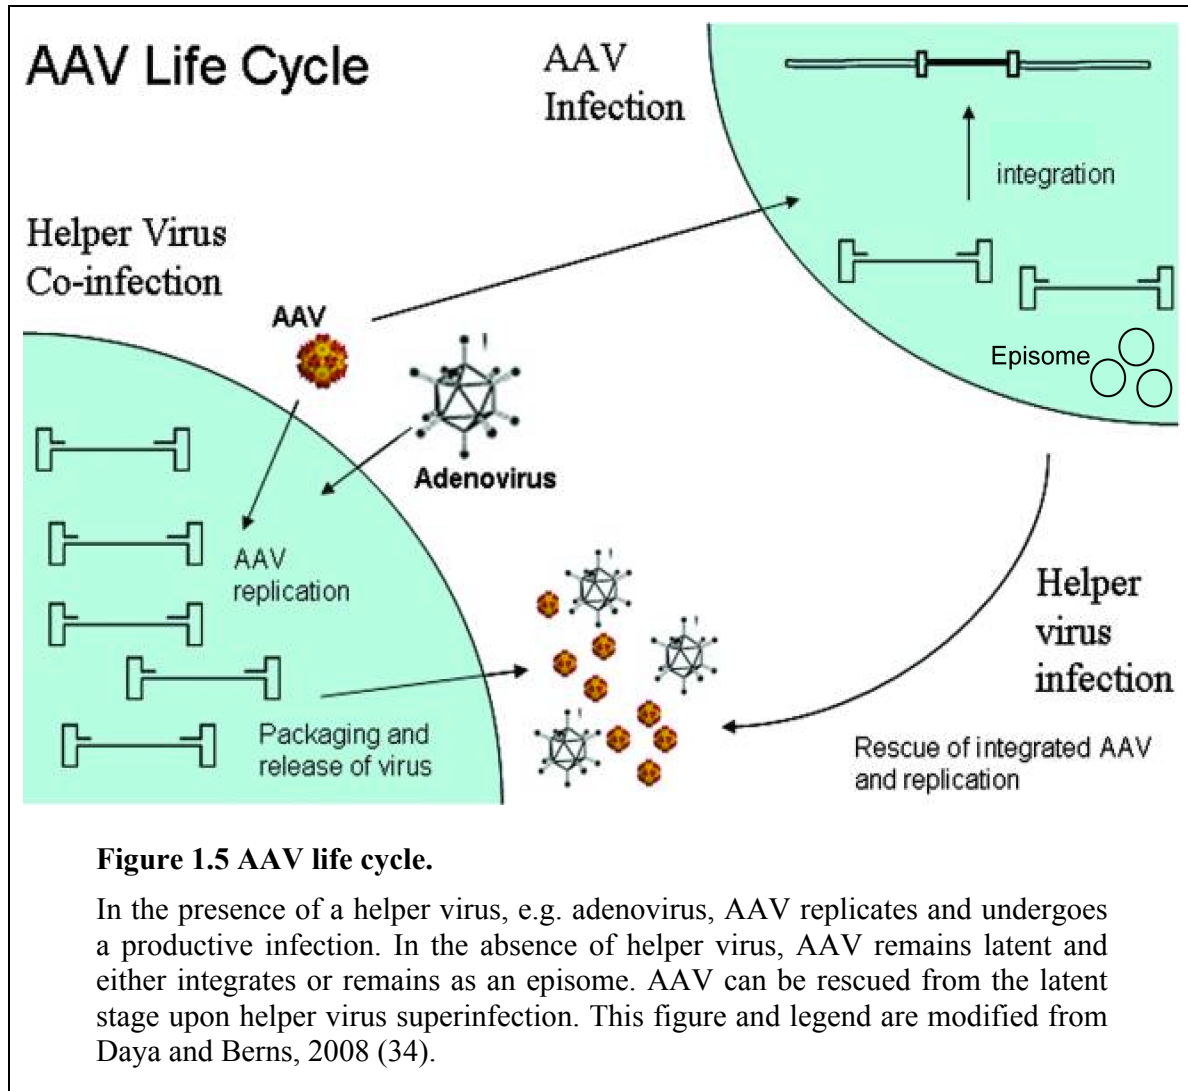 AAV Life Cycle
AAV
Infection
integration
Episome
Helper Virus
Co-infection
AAV
Adenovirus
AAV
replication
Packaging and
release of virus
Helper
virus
infection
Rescue of integrated AAV
and replication
Figure 1.5 AAV life cycle.
In the presence of a helper virus, e.g. adenovirus, AAV replicates and undergoes
a productive infection. In the absence of helper virus, AAV remains latent and
either integrates or remains as an episome. AAV can be rescued from the latent
stage upon helper virus superinfection. This figure and legend are modified from
Daya and Berns, 2008 (34).